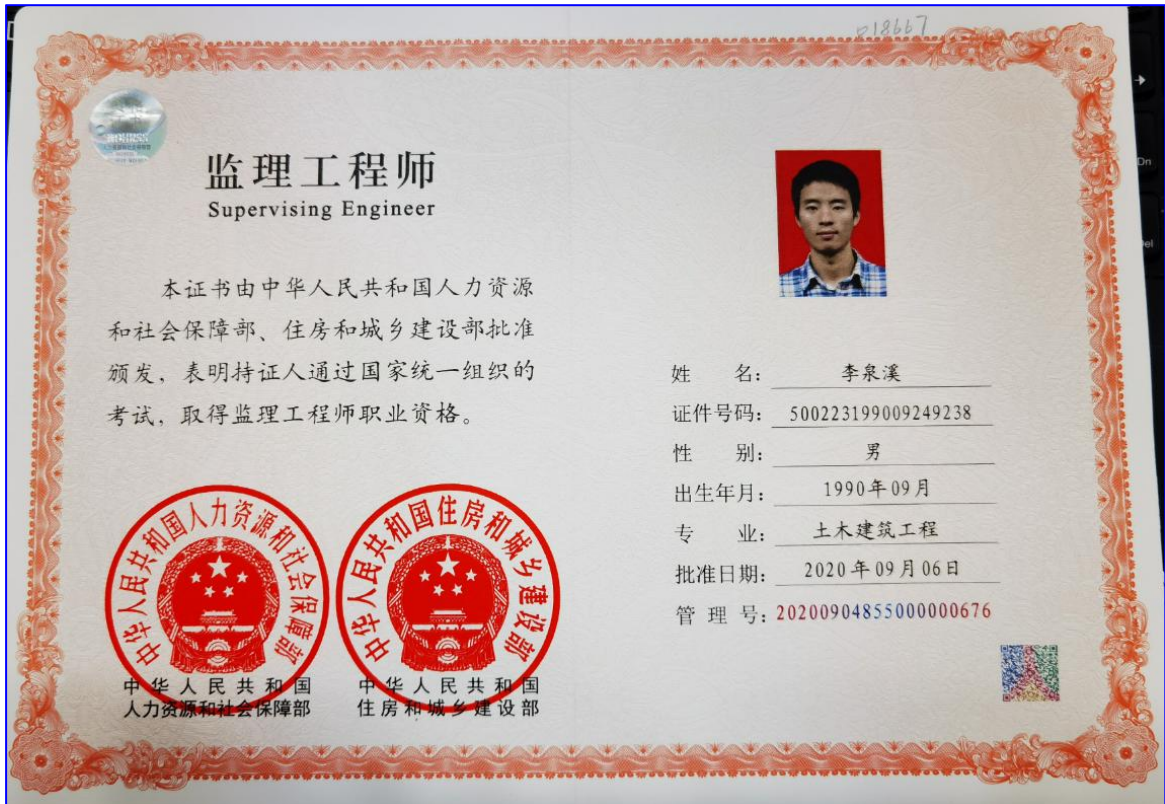 018667
监理工程师
Supervising Engineer
本证书由中华人民共和国人力资源
和社会保障部、住房和城乡建设部批准
颁发，表明持证人通过国家统一组织的
考试，取得监理工程师职业资格。
姓 名：李泉溪
证件号码：500223199009249238
性 别：男
出生年月：1990年09月
专 业：土木建筑工程
批准日期：2020年09月06日
管 理 号：20200904855000000676
中华人民共和国人力资源和社会保障部
中华人民共和国住房和城乡建设部
中华人民共和国
人力资源和社会保障部
中华人民共和国
住房和城乡建设部
Dn